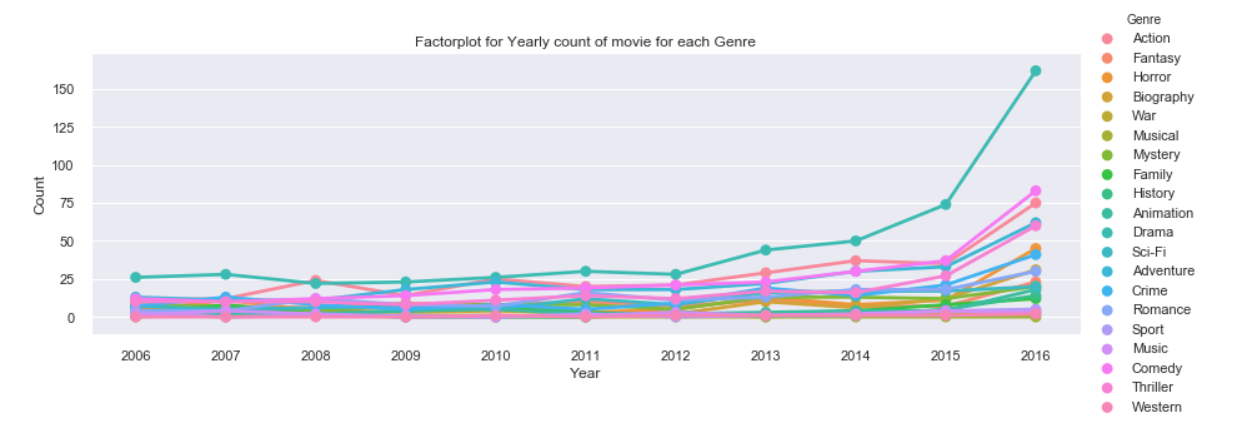 Factorplot for Yearly count of movie for each Genre
Count
150
125
100
75
50
25
0
2006 2007 2008 2009 2010 2011 2012 2013 2014 2015 2016
Year
Genre
Action
Fantasy
Horror
Biography
War
Musical
Mystery
Family
History
Animation
Drama
Sci-Fi
Adventure
Crime
Romance
Sport
Music
Comedy
Thriller
Western